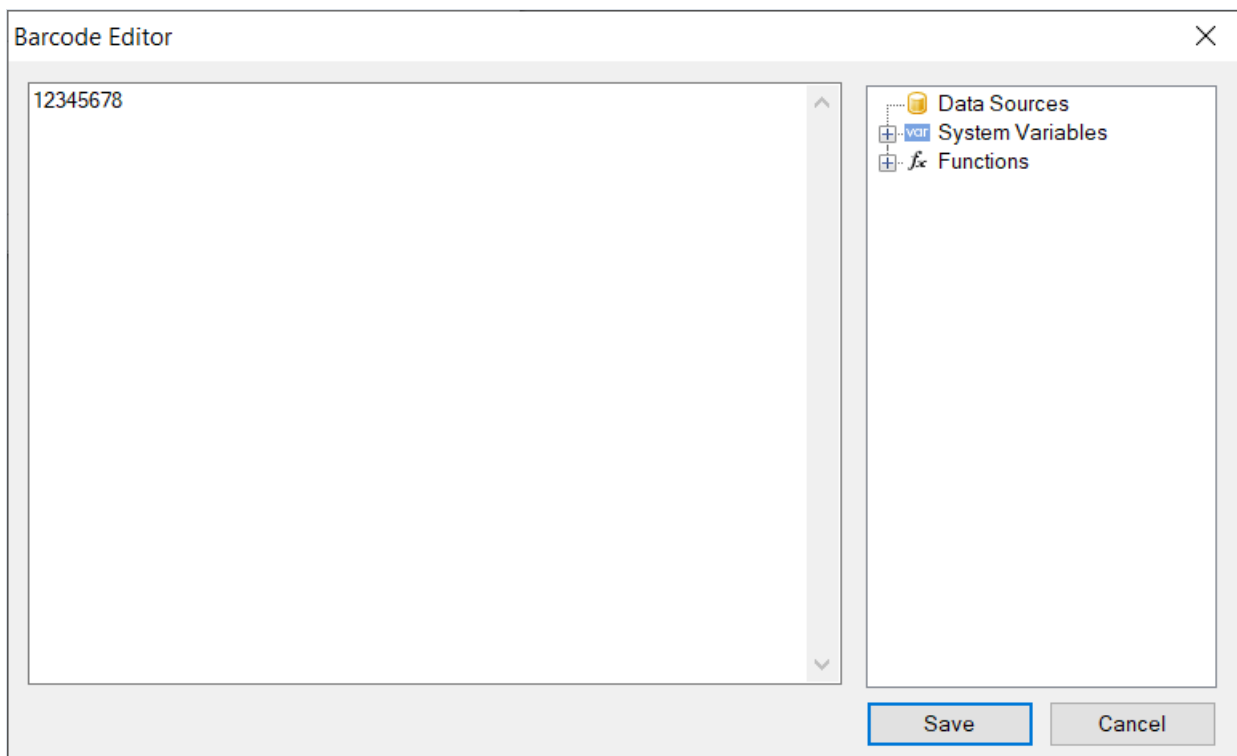 Barcode Editor
12345678
Data Sources
var System Variables
fx Functions
Save Cancel